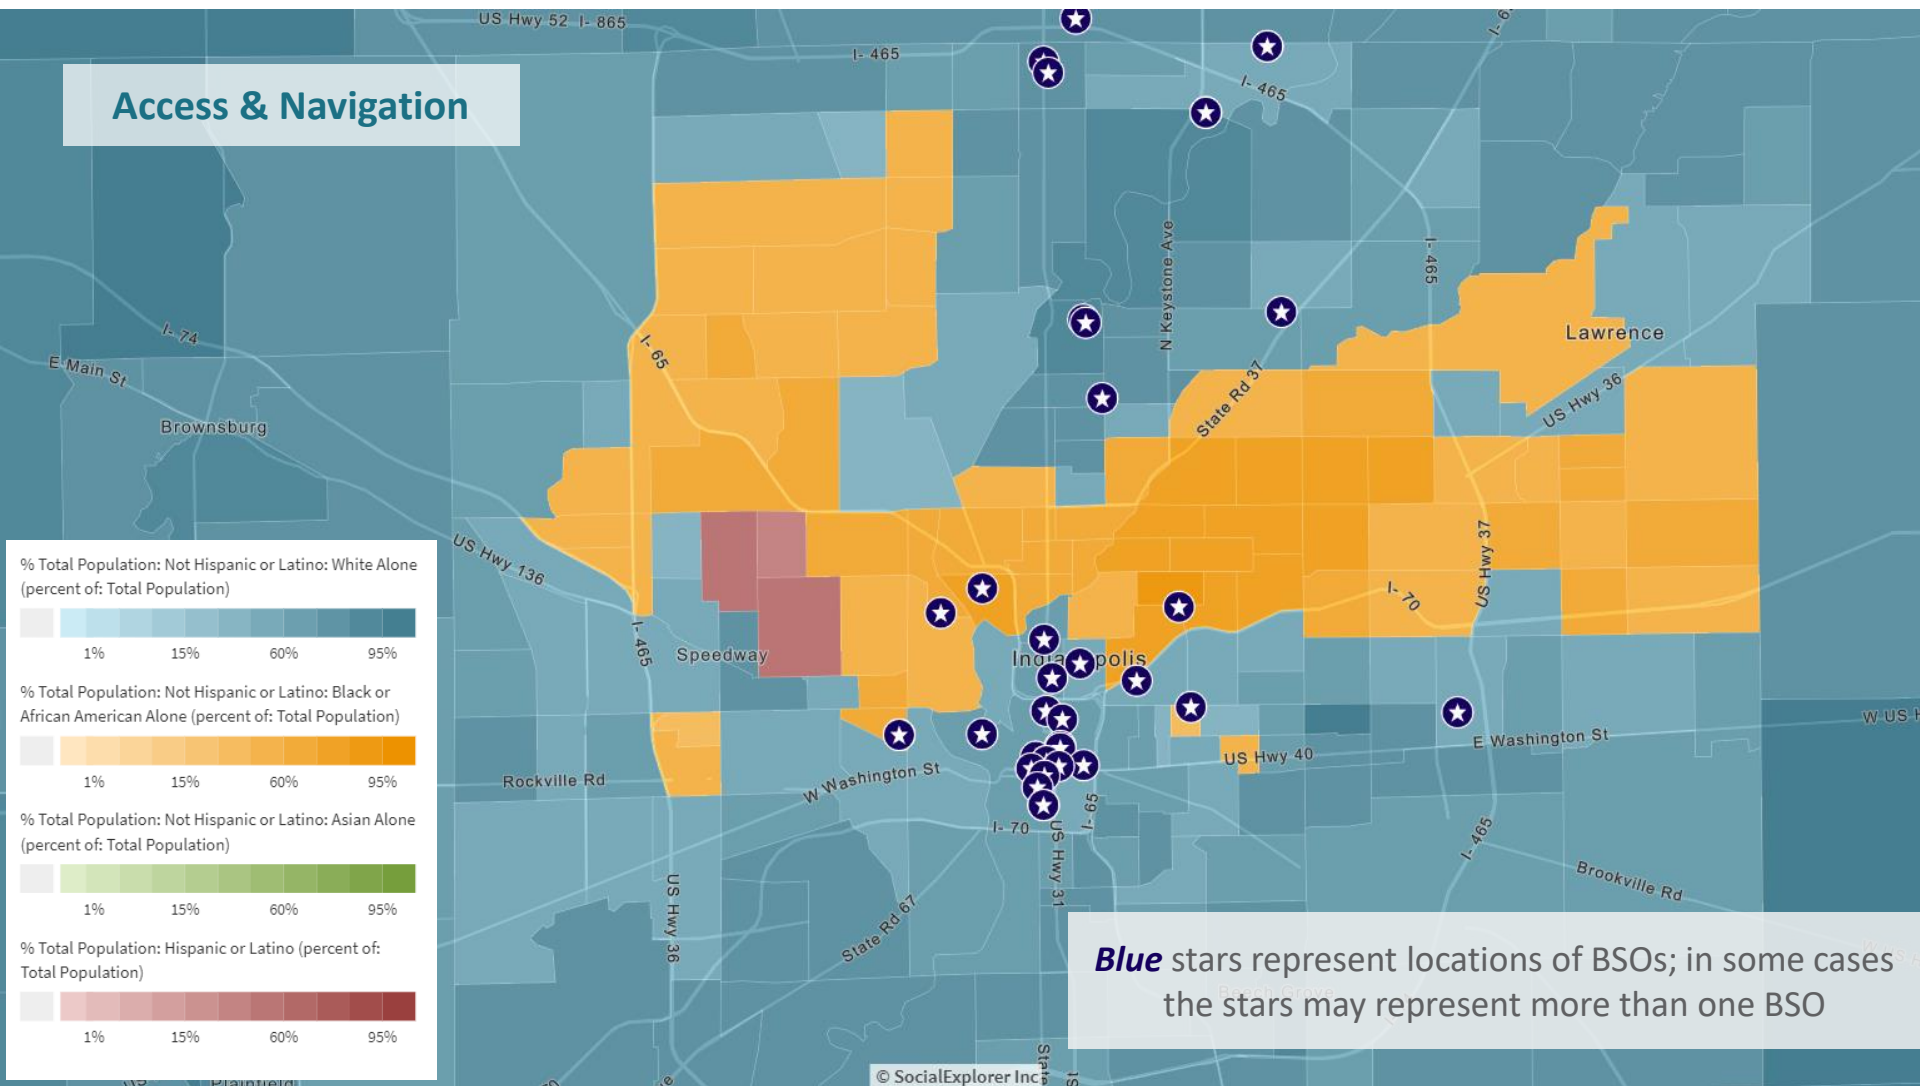 US Hwy 52 I- 865
I- 465
I- 465
Access & Navigation
N Keystone Ave
I- 465
I- 74
E Main St
I- 65
Lawrence
State Rd 37
US Hwy 36
Brownsburg
US Hwy 136
US Hwy 37
I- 70
I- 465
Speedway
Indianapolis
W US H
E Washington St
US Hwy 40
Rockville Rd
W Washington St
I- 65
I- 70
US Hwy 31
I- 465
Brookville Rd
US Hwy 36
State Rd 67
% Total Population: Not Hispanic or Latino: White Alone
(percent of: Total Population)
1% 15% 60% 95%
% Total Population: Not Hispanic or Latino: Black or
African American Alone (percent of: Total Population)
1% 15% 60% 95%
% Total Population: Not Hispanic or Latino: Asian Alone
(percent of: Total Population)
1% 15% 60% 95%
% Total Population: Hispanic or Latino (percent of:
Total Population)
1% 15% 60% 95%
Blue stars represent locations of BSOs; in some cases
the stars may represent more than one BSO
Beech Grove
State
Plainfield
© SocialExplorer Inc